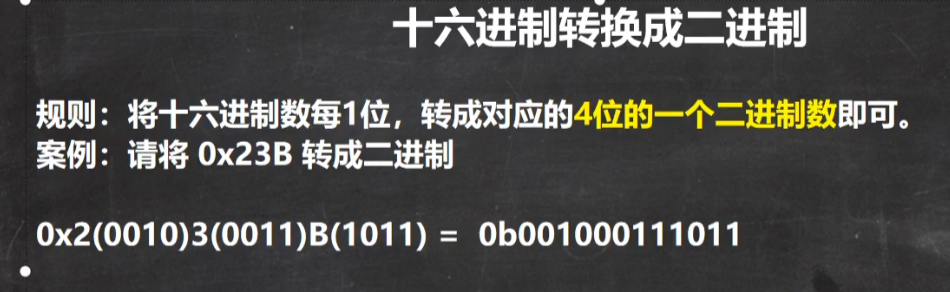 十六进制转换成二进制
规则：将十六进制数每1位，转成对应的4位的一个二进制数即可。
案例：请将 0x23B 转成二进制
0x2(0010)3(0011)B(1011) = 0b001000111011